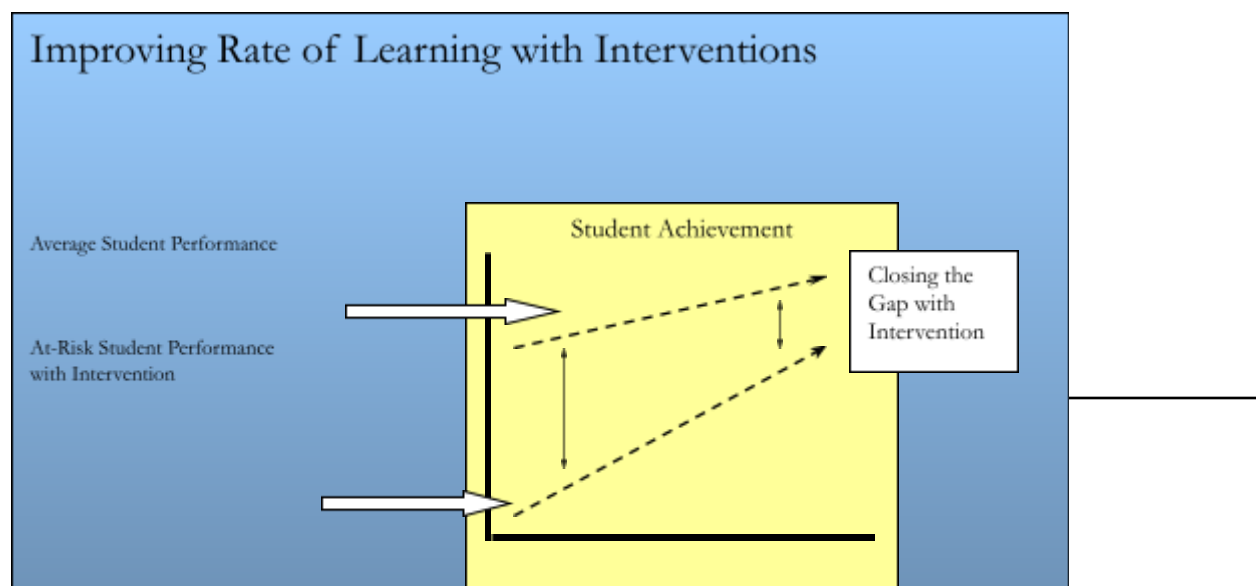 Improving Rate of Learning with Interventions
Average Student Performance
At-Risk Student Performance
with Intervention
Student Achievement
Closing the
Gap with
Intervention